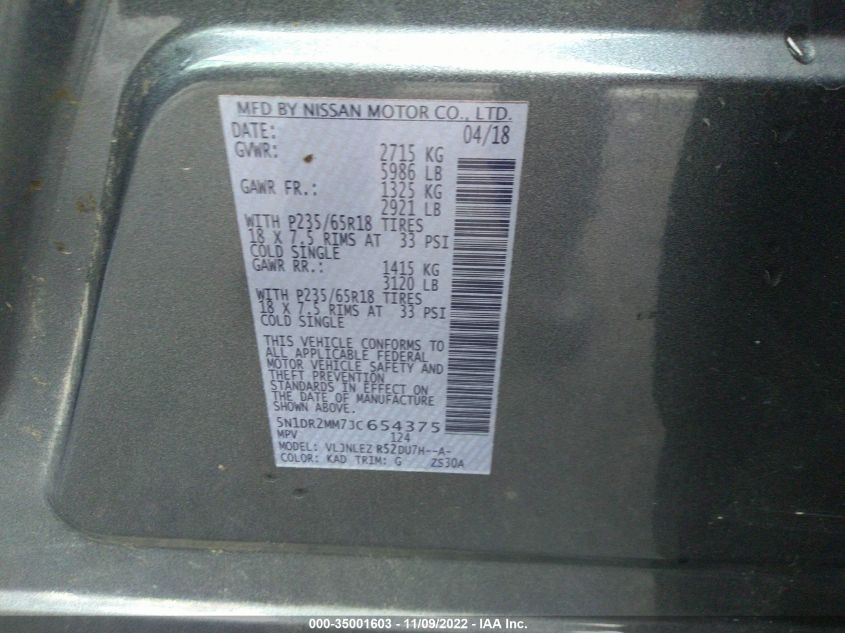 MFD BY NISSAN MOTOR CO., LTD.
DATE: 04/18
GVWR: 2715 KG
5986 LB
GAWR FR.: 1325 KG
2921 LB
WITH P235/65R18 TIRES
18 X 7.5 RIMS AT 33 PSI
COLD SINGLE
GAWR RR.: 1415 KG
3120 LB
WITH P235/65R18 TIRES
18 X 7.5 RIMS AT 33 PSI
COLD SINGLE
THIS VEHICLE CONFORMS TO
ALL APPLICABLE FEDERAL
MOTOR VEHICLE SAFETY AND
THEFT PREVENTION
STANDARDS IN EFFECT ON
THE DATE OF MANUFACTURE
SHOWN ABOVE.
5N1DR2MM7JC654375
MPV 124
MODEL: VLJNLEZ R52DU7H--A-
COLOR: KAD TRIM: G ZS30A
000-35001603 - 11/09/2022 - IAA Inc.